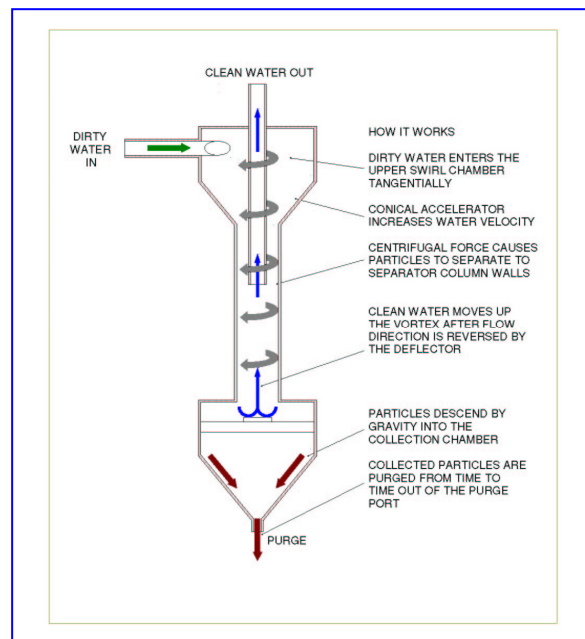 CLEAN WATER OUT
DIRTY
WATER
IN
HOW IT WORKS
DIRTY WATER ENTERS THE
UPPER SWIRL CHAMBER
TANGENTIALLY
CONICAL ACCELERATOR
INCREASES WATER VELOCITY
CENTRIFUGAL FORCE CAUSES
PARTICLES TO SEPARATE TO
SEPARATOR COLUMN WALLS
CLEAN WATER MOVES UP
THE VORTEX AFTER FLOW
DIRECTION IS REVERSED BY
THE DEFLECTOR
PARTICLES DESCEND BY
GRAVITY INTO THE
COLLECTION CHAMBER
COLLECTED PARTICLES ARE
PURGED FROM TIME TO
TIME OUT OF THE PURGE
PORT
PURGE